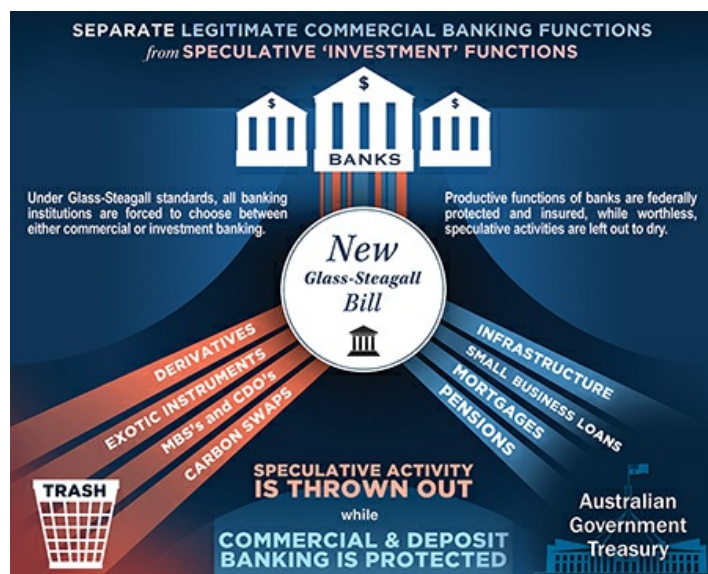 SEPARATE LEGITIMATE COMMERCIAL BANKING FUNCTIONS
from SPECULATIVE ‘INVESTMENT’ FUNCTIONS
$
$
$
BANKS
Under Glass-Steagall standards, all banking
institutions are forced to choose between
either commercial or investment banking.
Productive functions of banks are federally
protected and insured, while worthless,
speculative activities are left out to dry.
New
Glass-Steagall
Bill
DERIVATIVES
EXOTIC INSTRUMENTS
MBS's and CDO's
CARBON SWAPS
INFRASTRUCTURE
SMALL BUSINESS LOANS
MORTGAGES
PENSIONS
TRASH
SPECULATIVE ACTIVITY
IS THROWN OUT
while
COMMERCIAL & DEPOSIT
BANKING IS PROTECTED
Australian
Government
Treasury